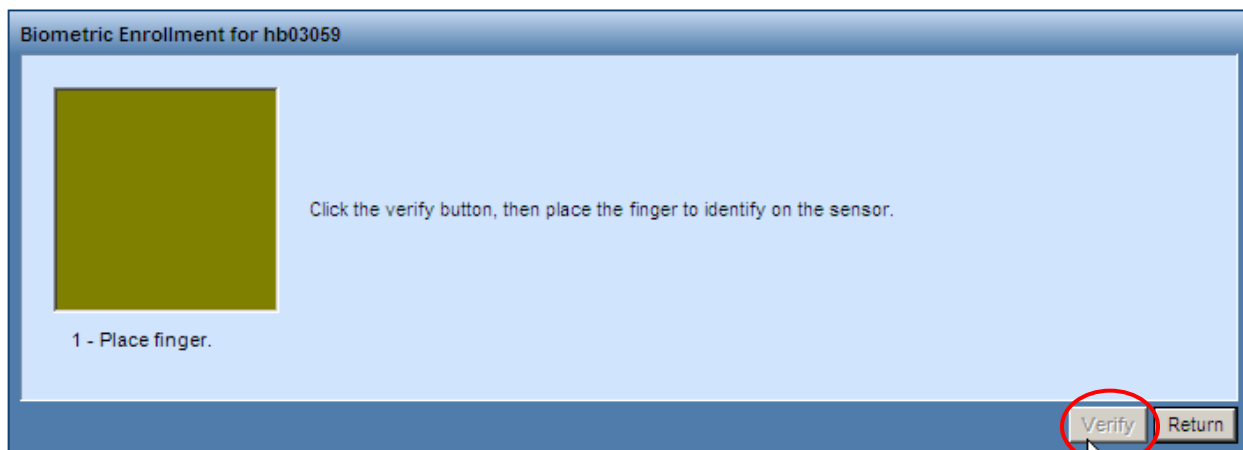 Biometric Enrollment for hb03059
Click the verify button, then place the finger to identify on the sensor.
1 - Place finger.
Verify
Return